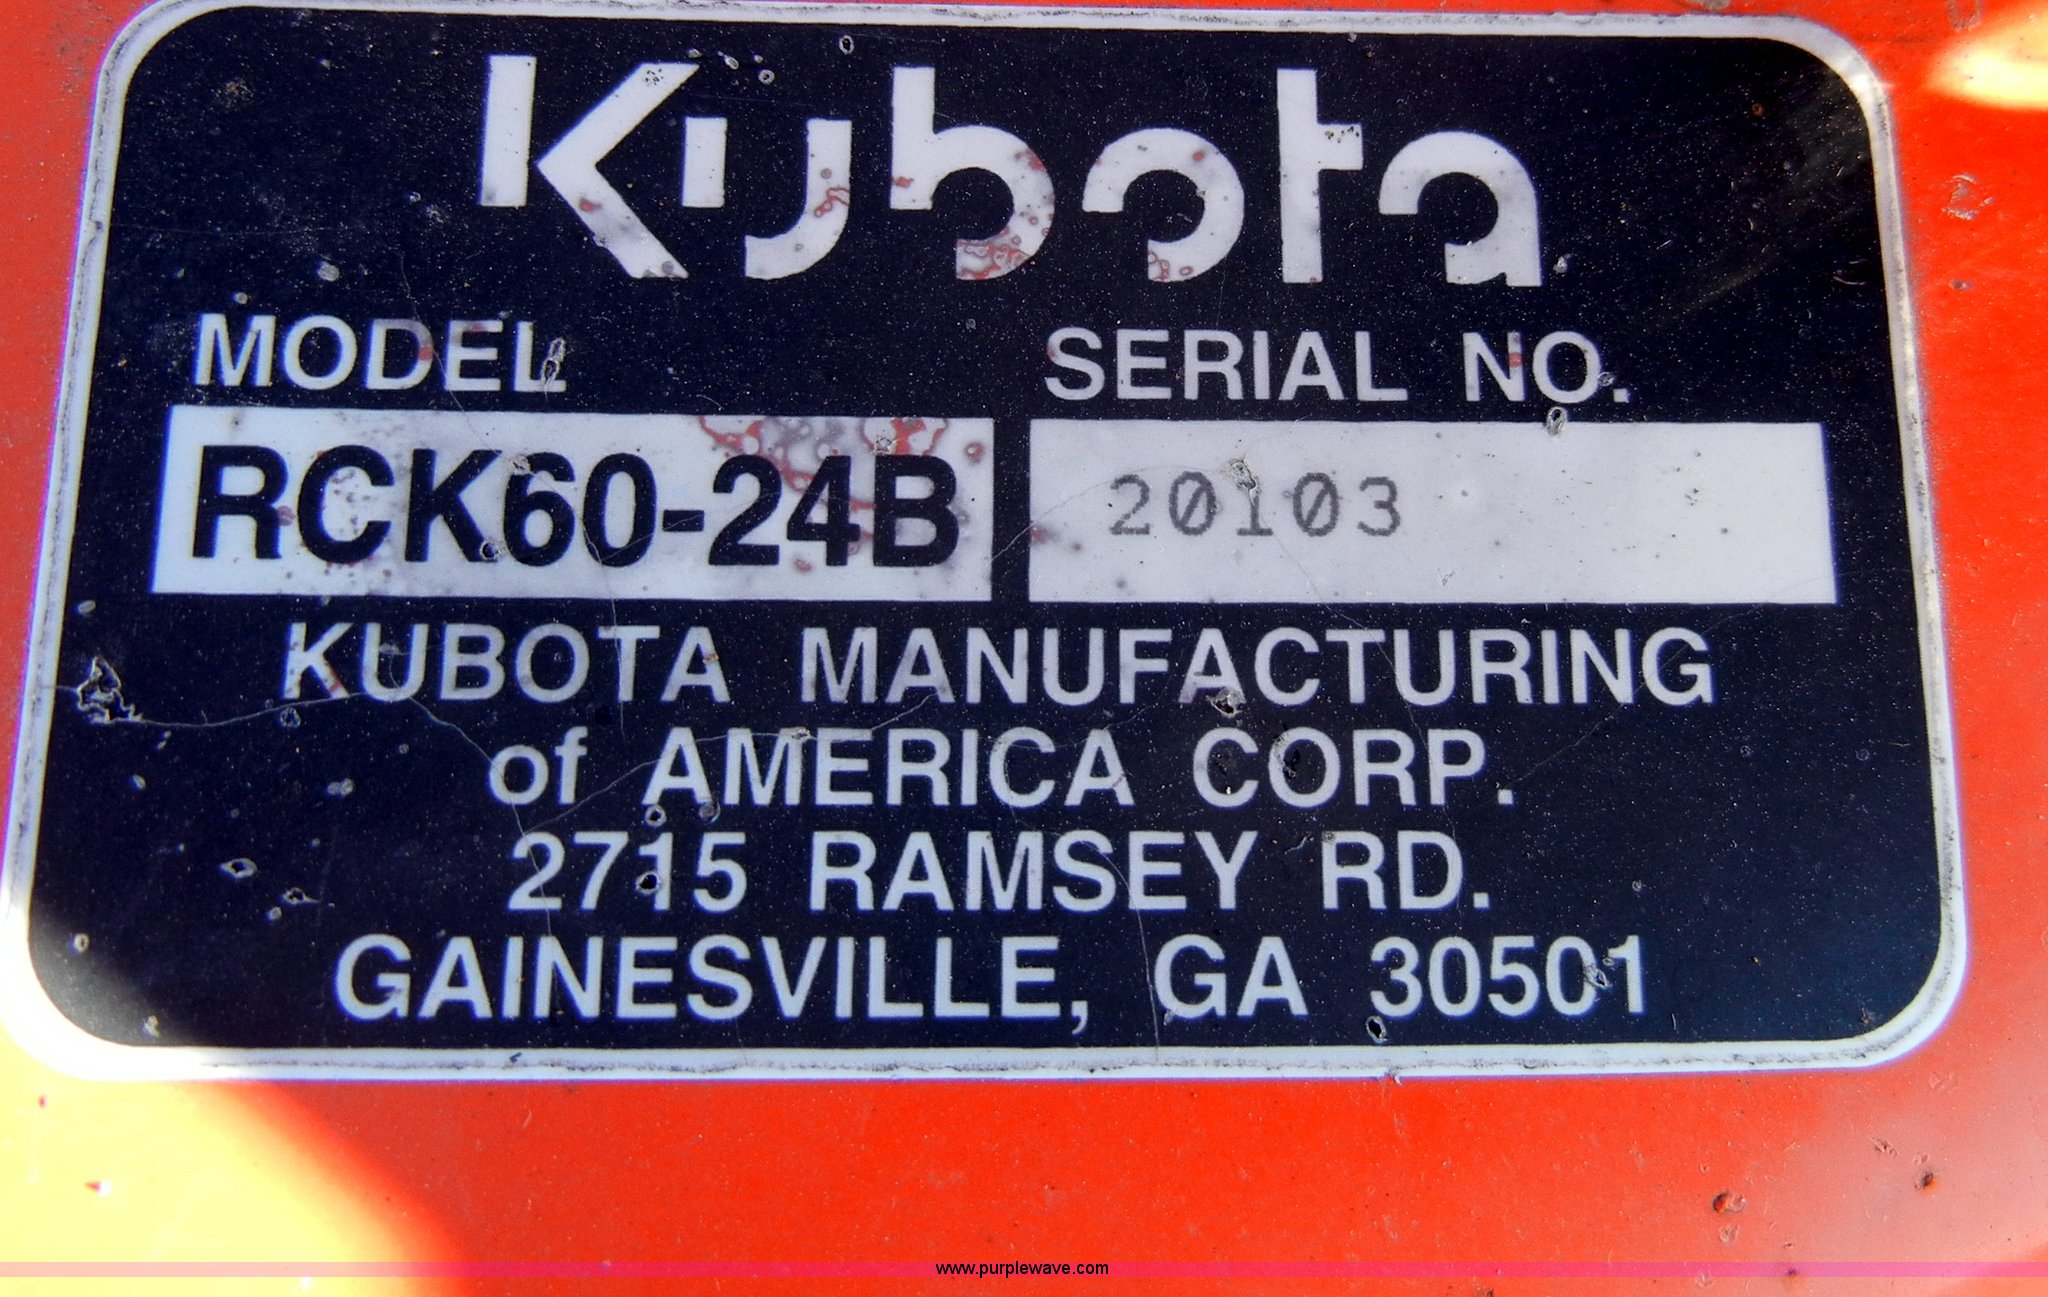 Kubota
MODEL SERIAL NO.
RCK60-24B 20103
KUBOTA MANUFACTURING
of AMERICA CORP.
2715 RAMSEY RD.
GAINESVILLE, GA 30501
www.purplewave.com